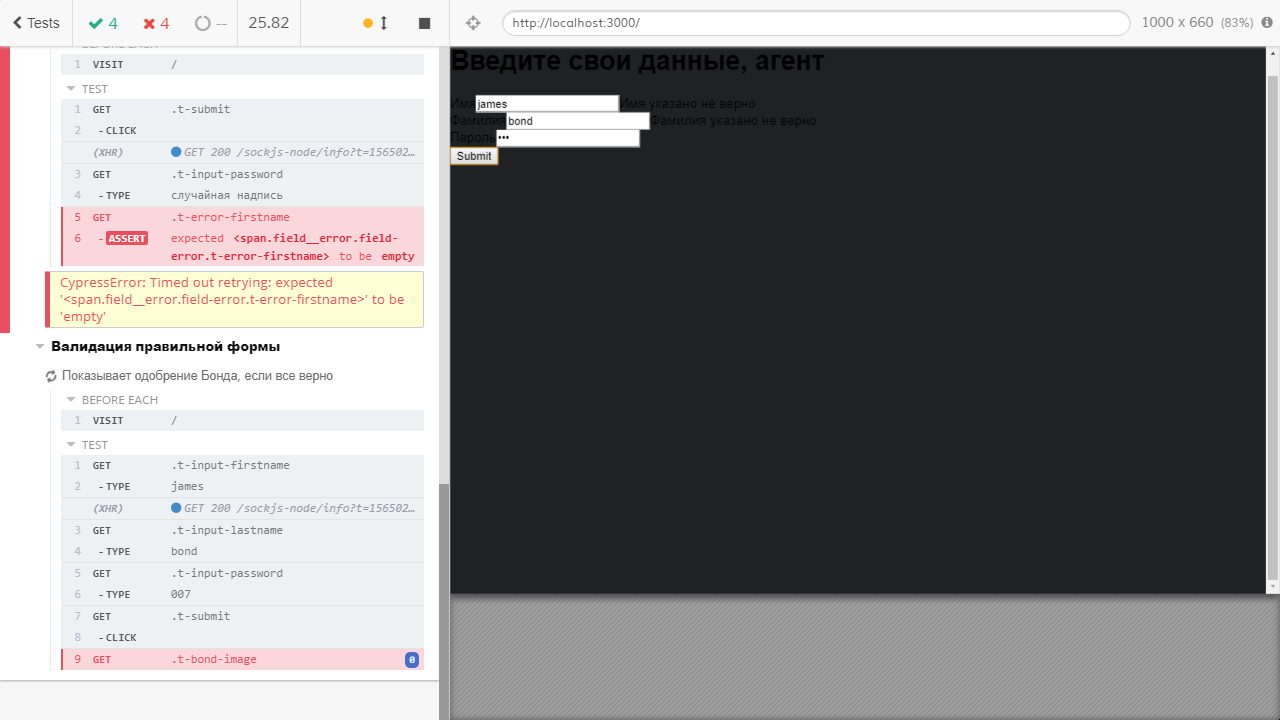 Tests
4
4
--
25.82
http://localhost:3000/
1000 x 660 (83%)
BEFORE EACH
1 VISIT /
TEST
1 GET .t-submit
2 - CLICK
(XHR) GET 200 /sockjs-node/info?t=156502…
3 GET .t-input-password
4 - TYPE случайная надпись
5 GET .t-error-firstname
6 - ASSERT expected <span.field__error.field-
error.t-error-firstname> to be empty
CypressError: Timed out retrying: expected
'<span.field__error.field-error.t-error-firstname>' to be
'empty'
Валидация правильной формы
Показывает одобрение Бонда, если все верно
BEFORE EACH
1 VISIT /
TEST
1 GET .t-input-firstname
2 - TYPE james
(XHR) GET 200 /sockjs-node/info?t=156502…
3 GET .t-input-lastname
4 - TYPE bond
5 GET .t-input-password
6 - TYPE 007
7 GET .t-submit
8 - CLICK
9 GET .t-bond-image 0
Введите свои данные, агент
Имя james Имя указано не верно
Фамилия bond Фамилия указано не верно
Пароль •••
Submit